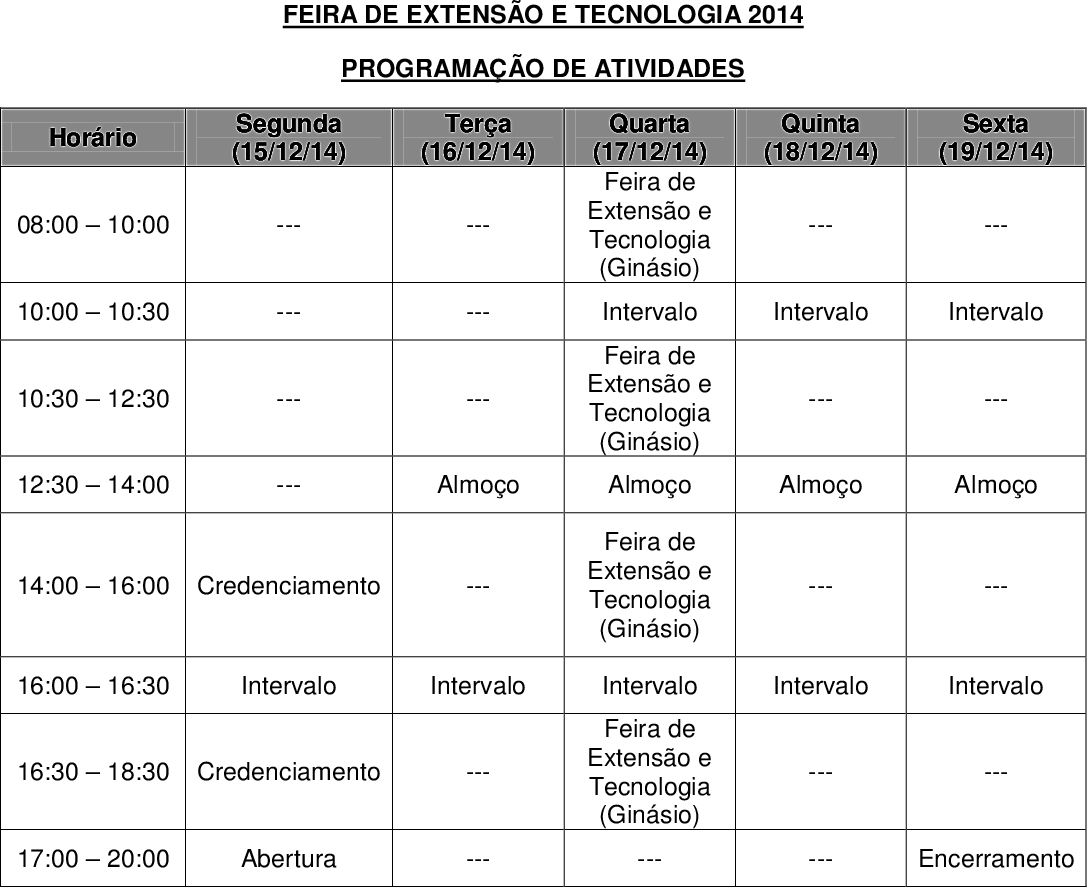 FEIRA DE EXTENSÃO E TECNOLOGIA 2014
PROGRAMAÇÃO DE ATIVIDADES
Horário Segunda (15/12/14) Terça (16/12/14) Quarta (17/12/14) Quinta (18/12/14) Sexta (19/12/14)
08:00 – 10:00 --- --- Feira de Extensão e Tecnologia (Ginásio) --- ---
10:00 – 10:30 --- --- Intervalo Intervalo Intervalo
10:30 – 12:30 --- --- Feira de Extensão e Tecnologia (Ginásio) --- ---
12:30 – 14:00 --- Almoço Almoço Almoço Almoço
14:00 – 16:00 Credenciamento --- Feira de Extensão e Tecnologia (Ginásio) --- ---
16:00 – 16:30 Intervalo Intervalo Intervalo Intervalo Intervalo
16:30 – 18:30 Credenciamento --- Feira de Extensão e Tecnologia (Ginásio) --- ---
17:00 – 20:00 Abertura --- --- --- Encerramento